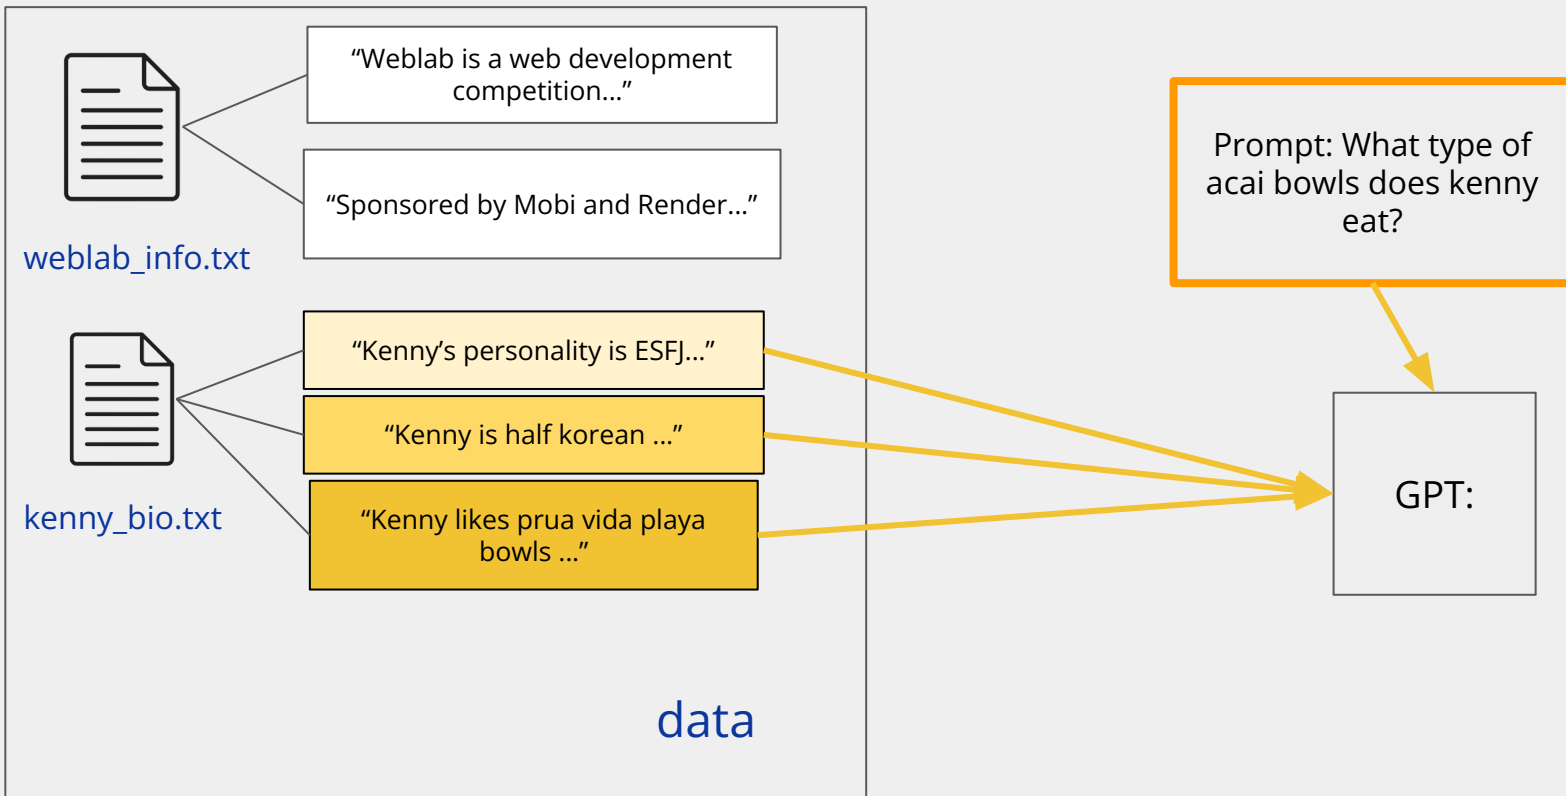 “Weblab is a web development
competition...”
“Sponsored by Mobi and Render...”
weblab_info.txt
“Kenny’s personality is ESFJ...”
“Kenny is half korean ...”
“Kenny likes prua vida playa
bowls ...”
kenny_bio.txt
data
Prompt: What type of
acai bowls does kenny
eat?
GPT: